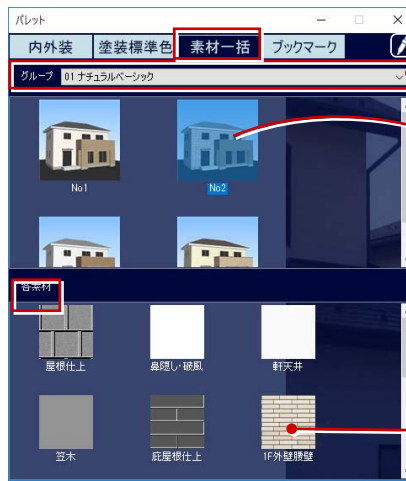 パレット
内外装 塗装標準色 素材一括 ブックマーク
グループ 01 ナチュラルベーシック
No1 No2
各素材
屋根仕上 鼻隠し・破風 軒天井
笠木 庇屋根仕上 1F外壁腰壁